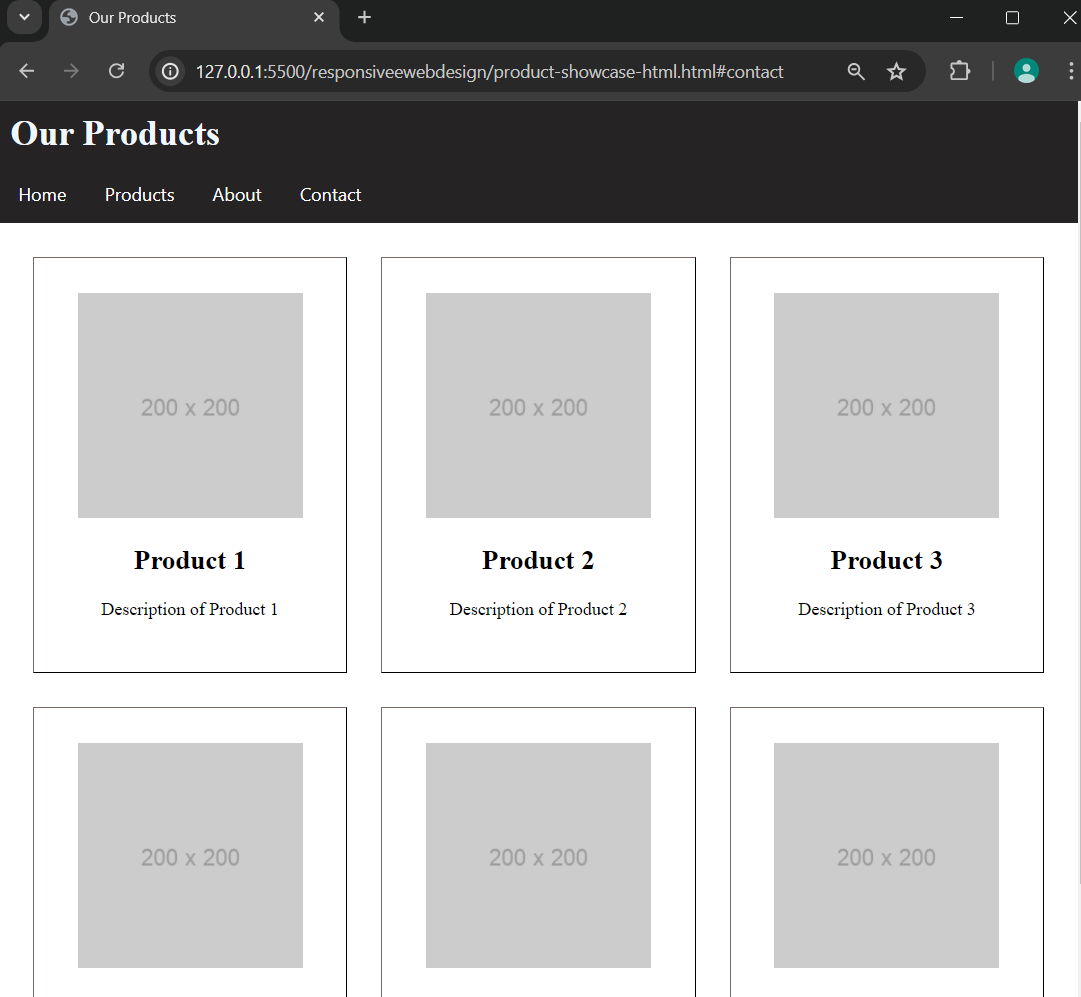 Our Products
127.0.0.1:5500/responsiveewebdesign/product-showcase-html.html#contact
Our Products
Home Products About Contact
200 x 200 200 x 200 200 x 200
Product 1 Product 2 Product 3
Description of Product 1 Description of Product 2 Description of Product 3
200 x 200 200 x 200 200 x 200